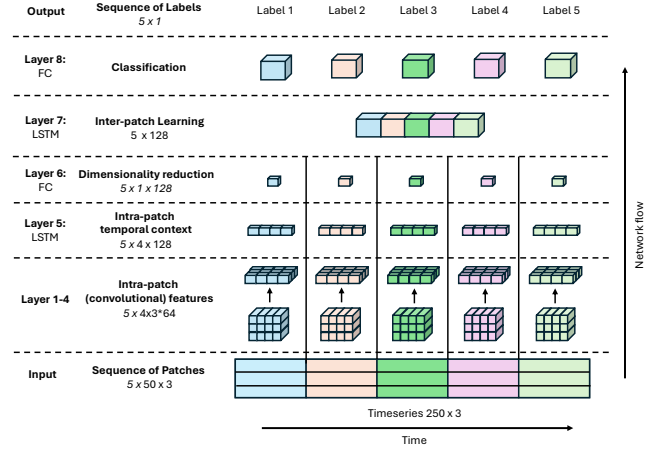 Output
Sequence of Labels
5 x 1
Label 1
Label 2
Label 3
Label 4
Label 5
Layer 8:
FC
Classification
Layer 7:
LSTM
Inter-patch Learning
5 x 128
Layer 6:
FC
Dimensionality reduction
5 x 1 x 128
Layer 5:
LSTM
Intra-patch
temporal context
5 x 4 x 128
Layer 1-4
Intra-patch
(convolutional) features
5 x 4x3*64
Input
Sequence of Patches
5 x 50 x 3
Timeseries 250 x 3
Time
Network flow